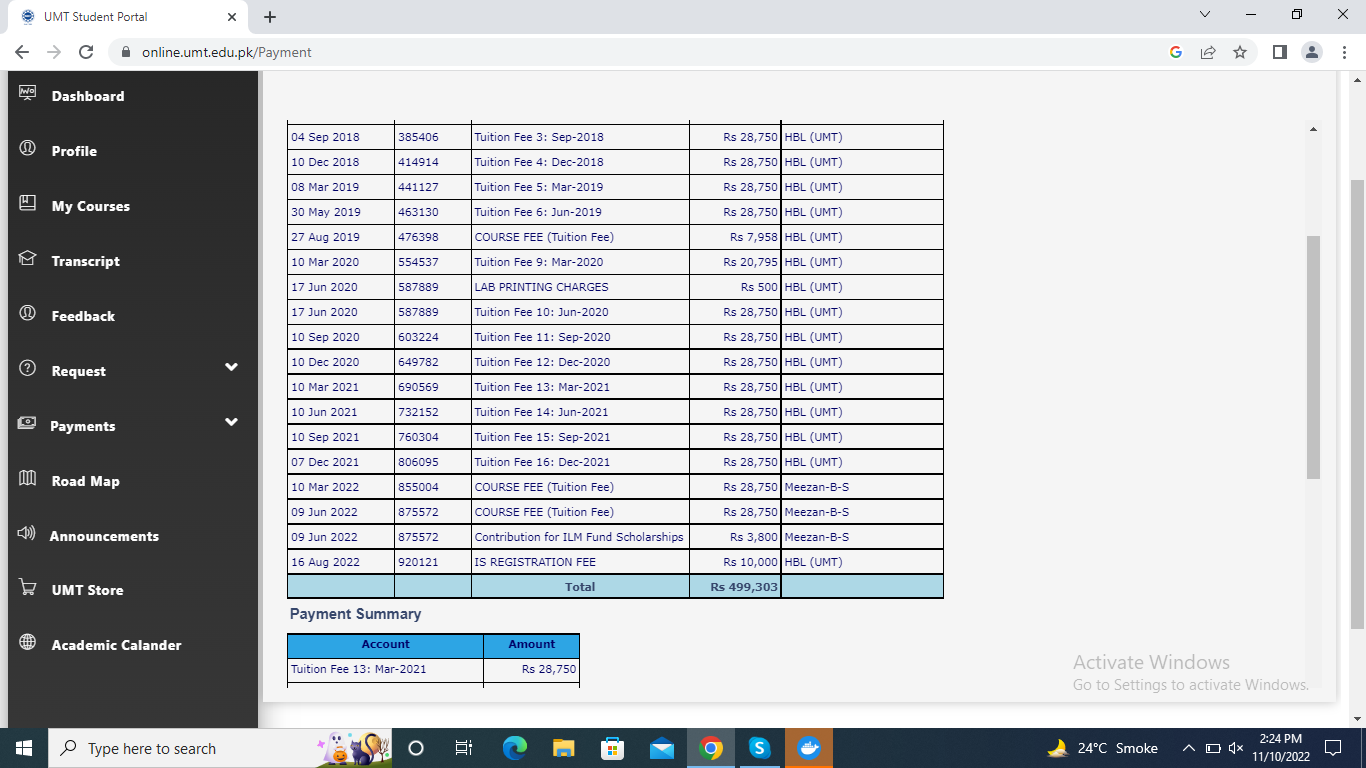 UMT Student Portal
online.umt.edu.pk/Payment
Dashboard
Profile
My Courses
Transcript
Feedback
Request
Payments
Road Map
Announcements
UMT Store
Academic Calander
04 Sep 2018 385406 Tuition Fee 3: Sep-2018 Rs 28,750 HBL (UMT)
10 Dec 2018 414914 Tuition Fee 4: Dec-2018 Rs 28,750 HBL (UMT)
08 Mar 2019 441127 Tuition Fee 5: Mar-2019 Rs 28,750 HBL (UMT)
30 May 2019 463130 Tuition Fee 6: Jun-2019 Rs 28,750 HBL (UMT)
27 Aug 2019 476398 COURSE FEE (Tuition Fee) Rs 7,958 HBL (UMT)
10 Mar 2020 554537 Tuition Fee 9: Mar-2020 Rs 20,795 HBL (UMT)
17 Jun 2020 587889 LAB PRINTING CHARGES Rs 500 HBL (UMT)
17 Jun 2020 587889 Tuition Fee 10: Jun-2020 Rs 28,750 HBL (UMT)
10 Sep 2020 603224 Tuition Fee 11: Sep-2020 Rs 28,750 HBL (UMT)
10 Dec 2020 649782 Tuition Fee 12: Dec-2020 Rs 28,750 HBL (UMT)
10 Mar 2021 690569 Tuition Fee 13: Mar-2021 Rs 28,750 HBL (UMT)
10 Jun 2021 732152 Tuition Fee 14: Jun-2021 Rs 28,750 HBL (UMT)
10 Sep 2021 760304 Tuition Fee 15: Sep-2021 Rs 28,750 HBL (UMT)
07 Dec 2021 806095 Tuition Fee 16: Dec-2021 Rs 28,750 HBL (UMT)
10 Mar 2022 855004 COURSE FEE (Tuition Fee) Rs 28,750 Meezan-B-S
09 Jun 2022 875572 COURSE FEE (Tuition Fee) Rs 28,750 Meezan-B-S
09 Jun 2022 875572 Contribution for ILM Fund Scholarships Rs 3,800 Meezan-B-S
16 Aug 2022 920121 IS REGISTRATION FEE Rs 10,000 HBL (UMT)
Total Rs 499,303
Payment Summary
Account Amount
Tuition Fee 13: Mar-2021 Rs 28,750
Activate Windows
Go to Settings to activate Windows.
Type here to search
24°C Smoke
2:24 PM
11/10/2022